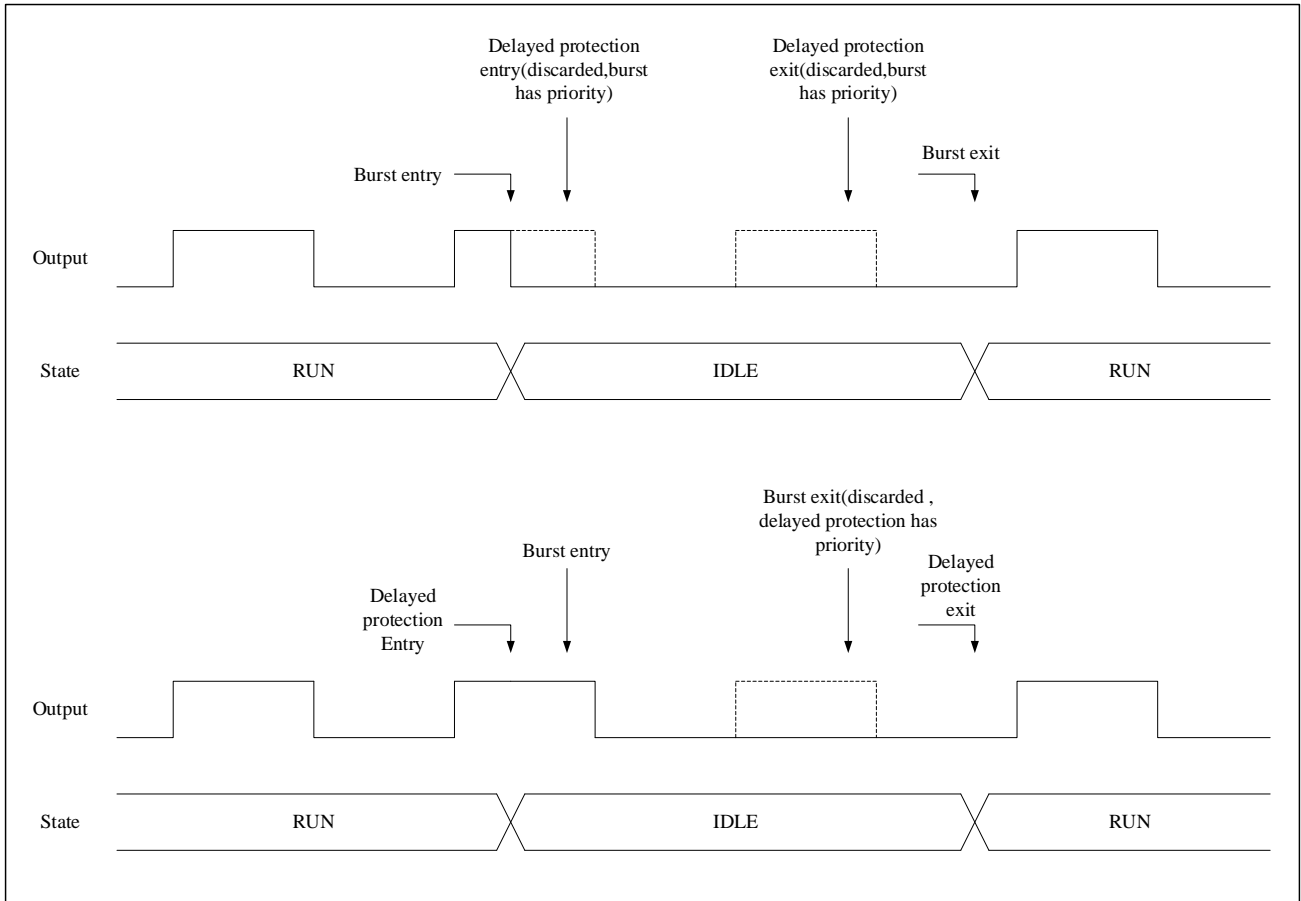 Delayed protection
entry(discarded,burst
has priority)
Delayed protection
exit(discarded,burst
has priority)
Burst entry
Burst exit
Output
State
RUN
IDLE
RUN
Burst exit(discarded ,
delayed protection has
priority)
Burst entry
Delayed
protection
Entry
Delayed
protection
exit
Output
State
RUN
IDLE
RUN